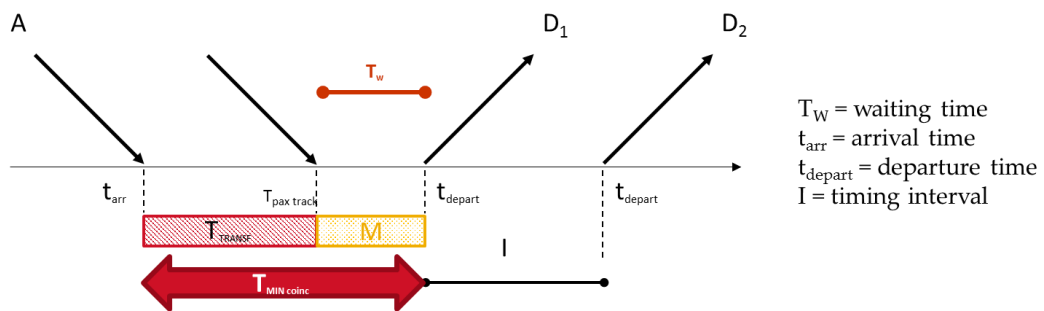 A
D1
D2
Tw
TW = waiting time
tarr = arrival time
tdepart = departure time
I = timing interval
tarr
Tpax track
tdepart
tdepart
TTRANSF
M
I
TMIN coinc